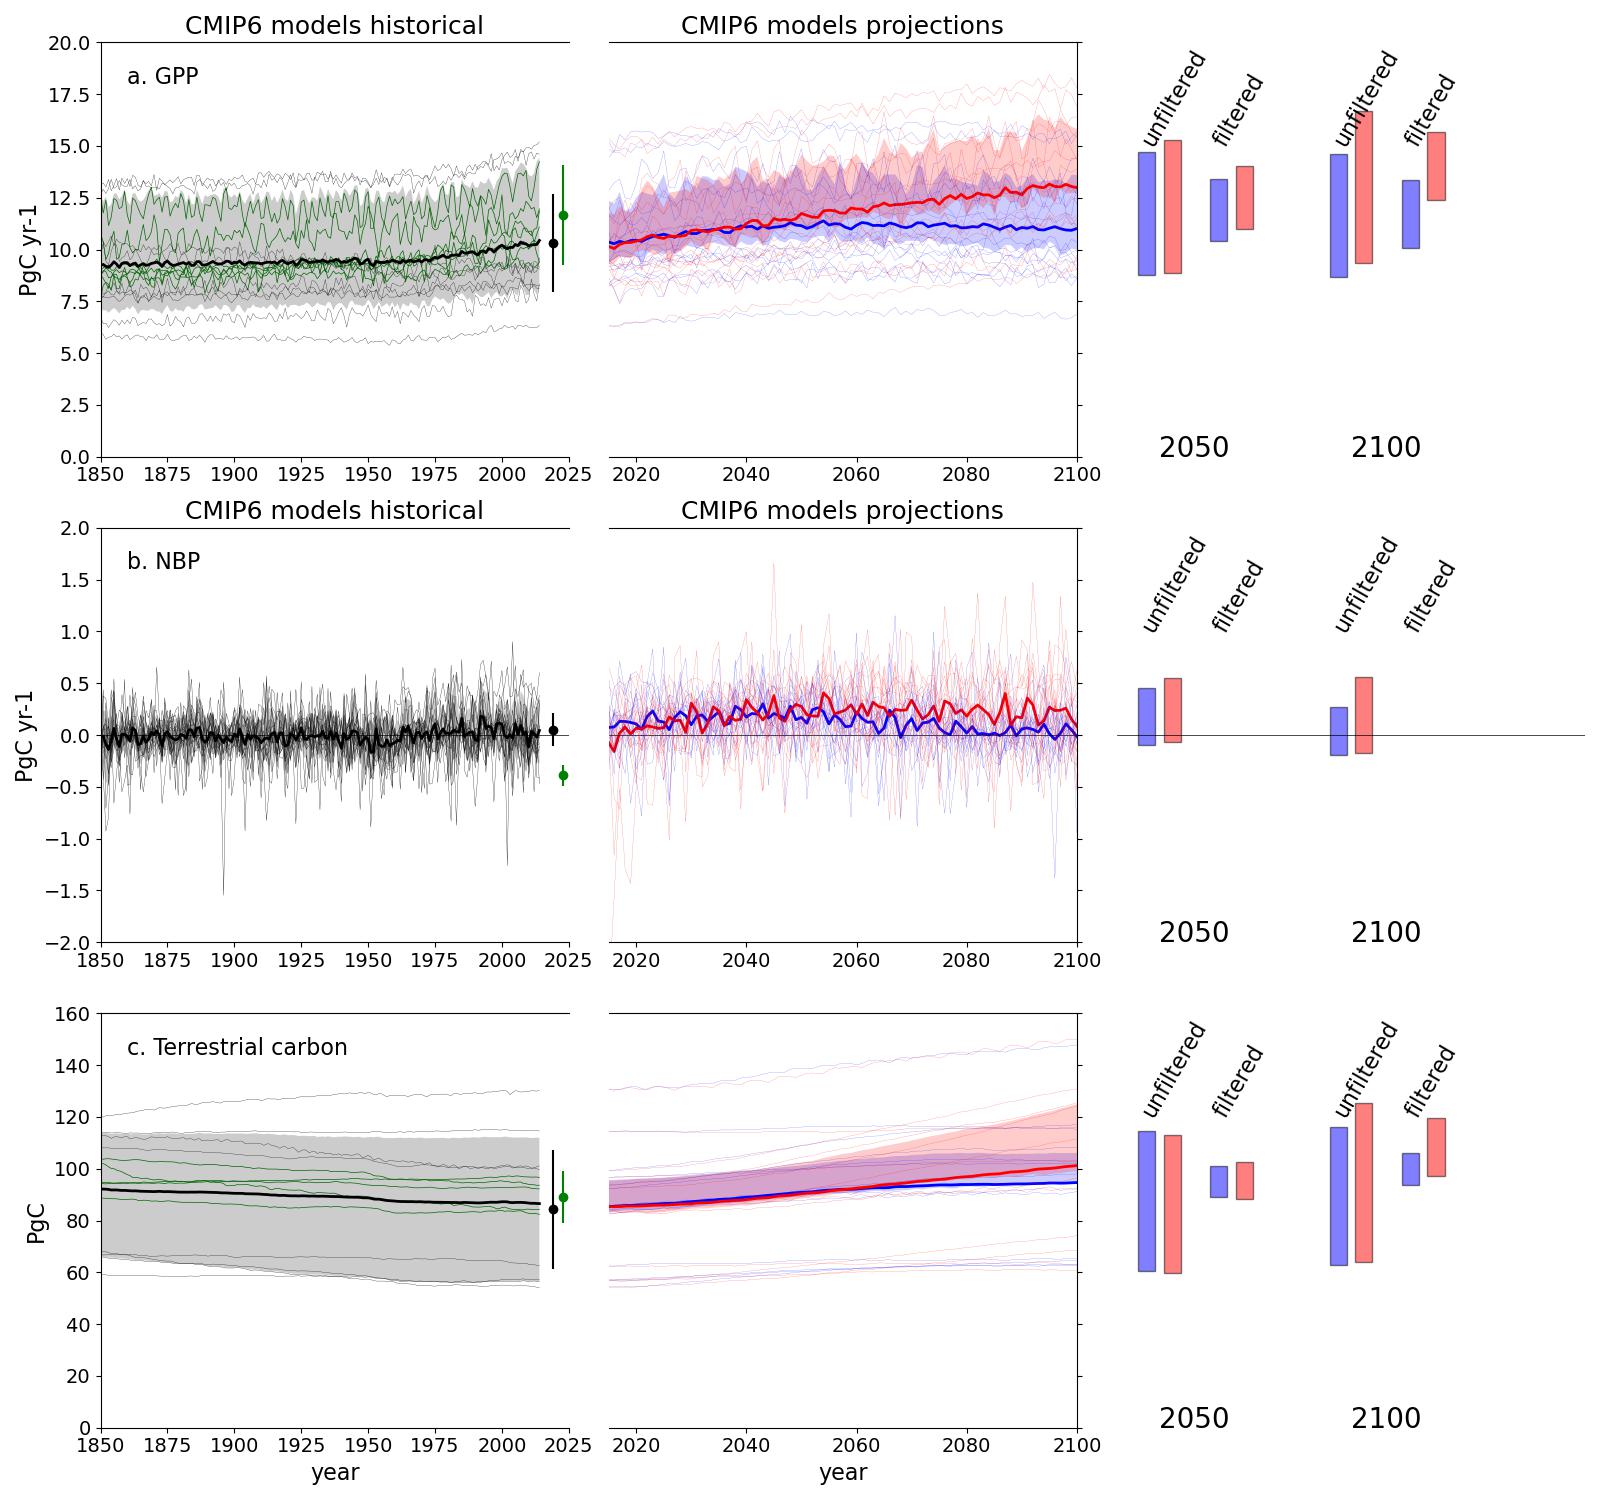 CMIP6 models historical
CMIP6 models projections
20.0
17.5
15.0
12.5
10.0
7.5
5.0
2.5
0.0
PgC yr-1
a. GPP
1850 1875 1900 1925 1950 1975 2000 2025
2020 2040 2060 2080 2100
unfiltered
filtered
unfiltered
filtered
2050
2100
CMIP6 models historical
CMIP6 models projections
2.0
1.5
1.0
0.5
0.0
−0.5
−1.0
−1.5
−2.0
PgC yr-1
b. NBP
1850 1875 1900 1925 1950 1975 2000 2025
2020 2040 2060 2080 2100
unfiltered
filtered
unfiltered
filtered
2050
2100
160
140
120
100
80
60
40
20
0
PgC
c. Terrestrial carbon
1850 1875 1900 1925 1950 1975 2000 2025
year
2020 2040 2060 2080 2100
year
unfiltered
filtered
unfiltered
filtered
2050
2100